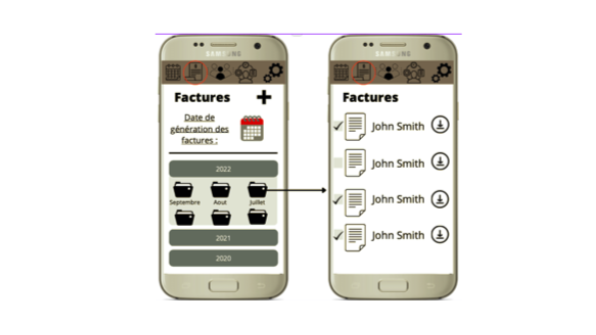 SAMSUNG
Factures
Date de
génération des
factures :
2022
Septembre Aout Juillet
2021
2020
SAMSUNG
Factures
John Smith
John Smith
John Smith
John Smith